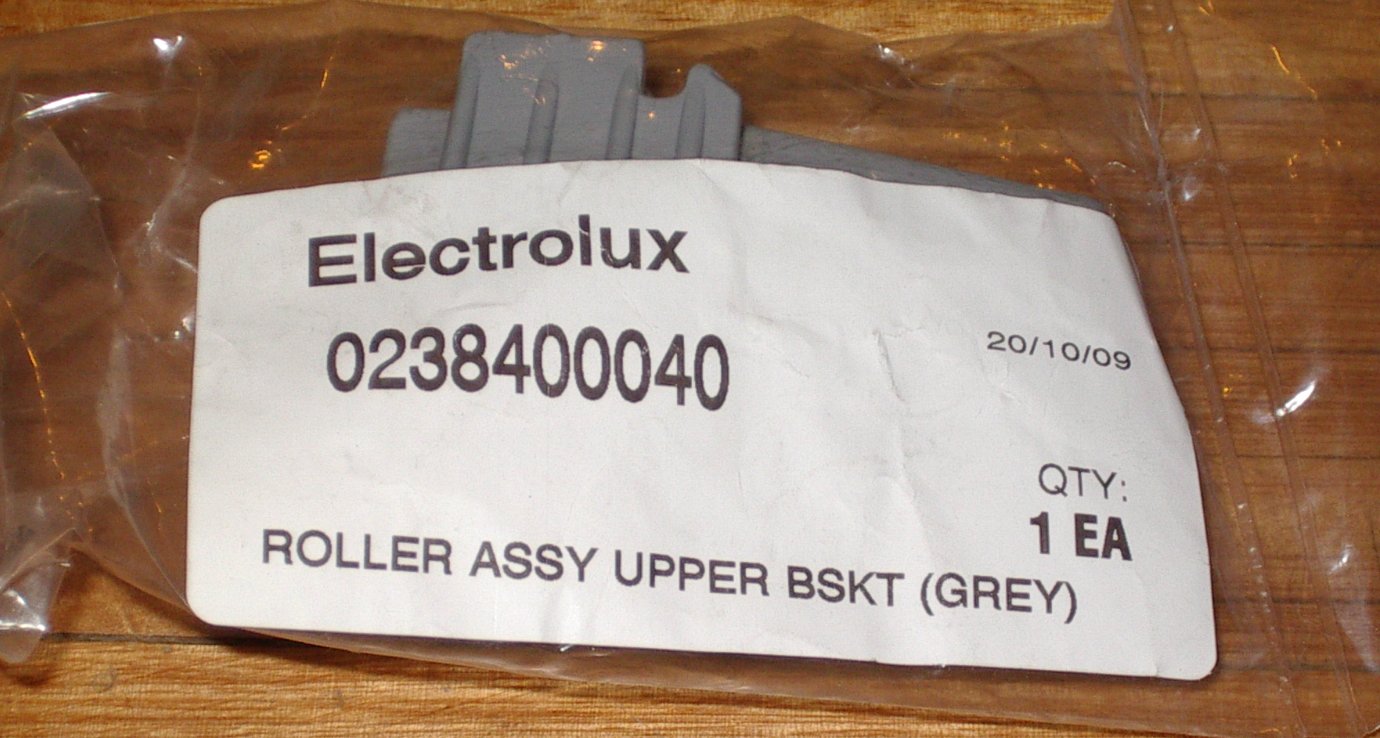 Electrolux
0238400040
20/10/09
QTY:
1 EA
ROLLER ASSY UPPER BSKT (GREY)